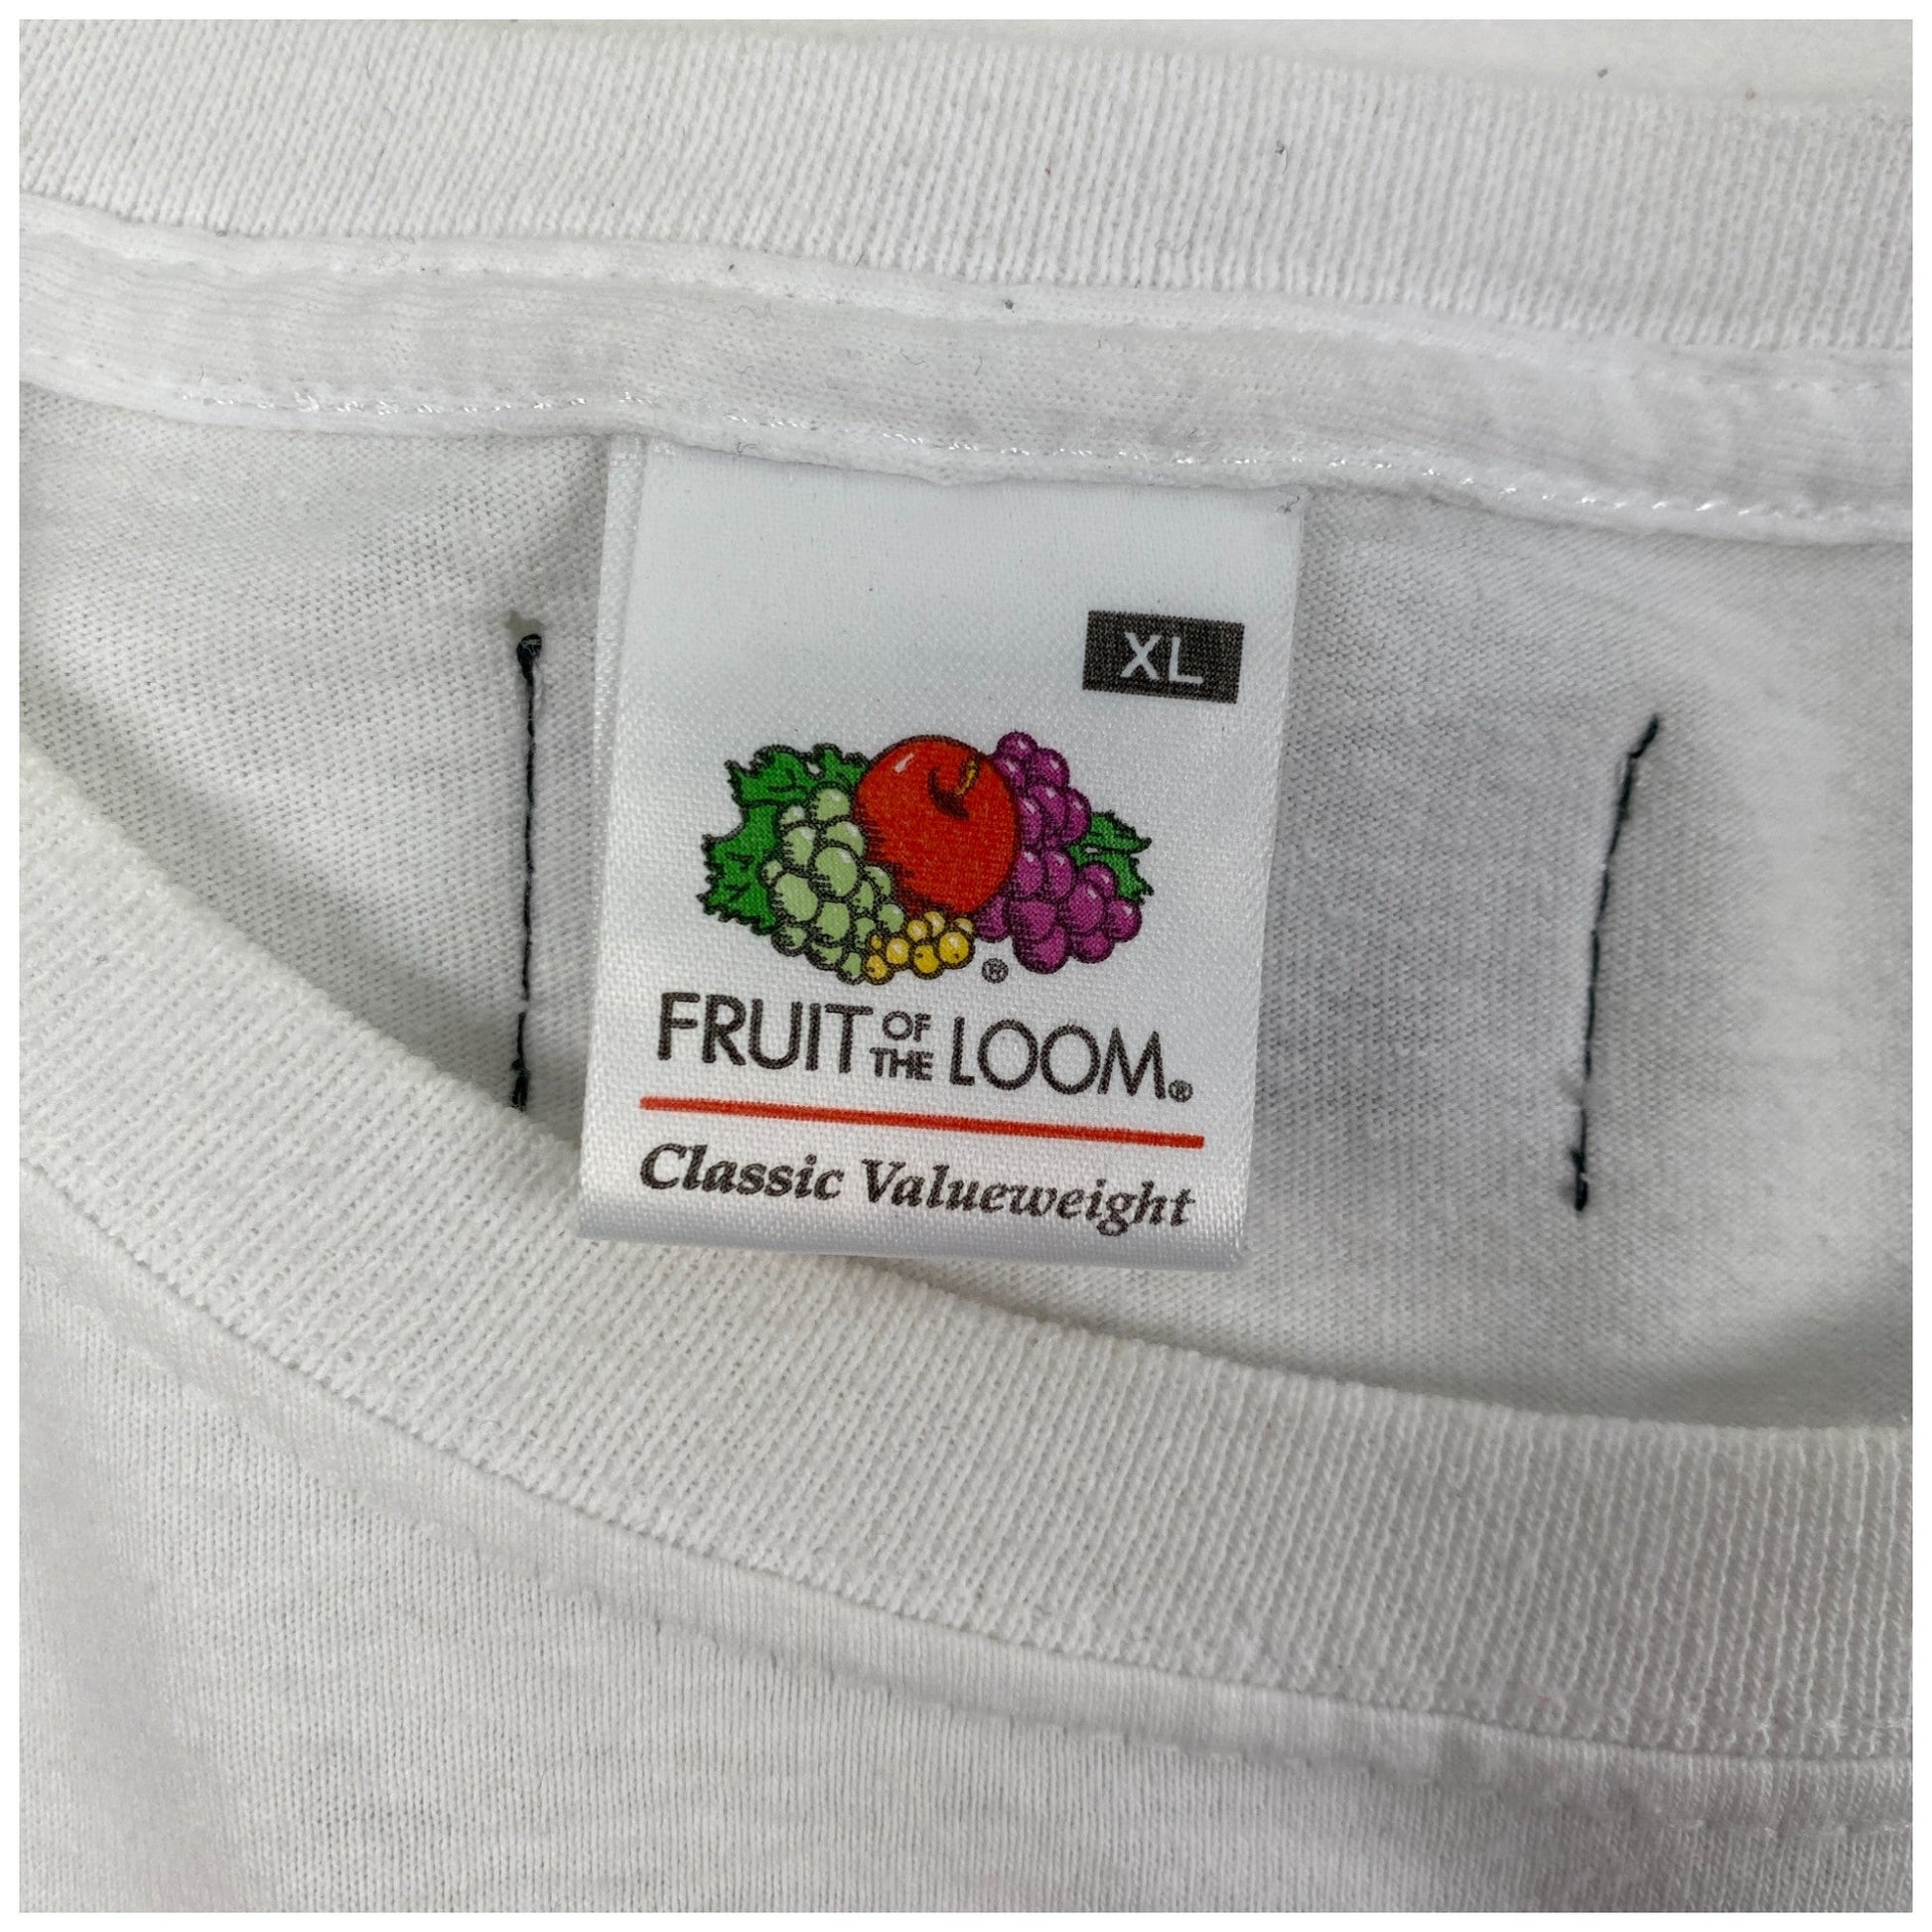 XL
®
FRUIT OF THE LOOM®
Classic Valueweight